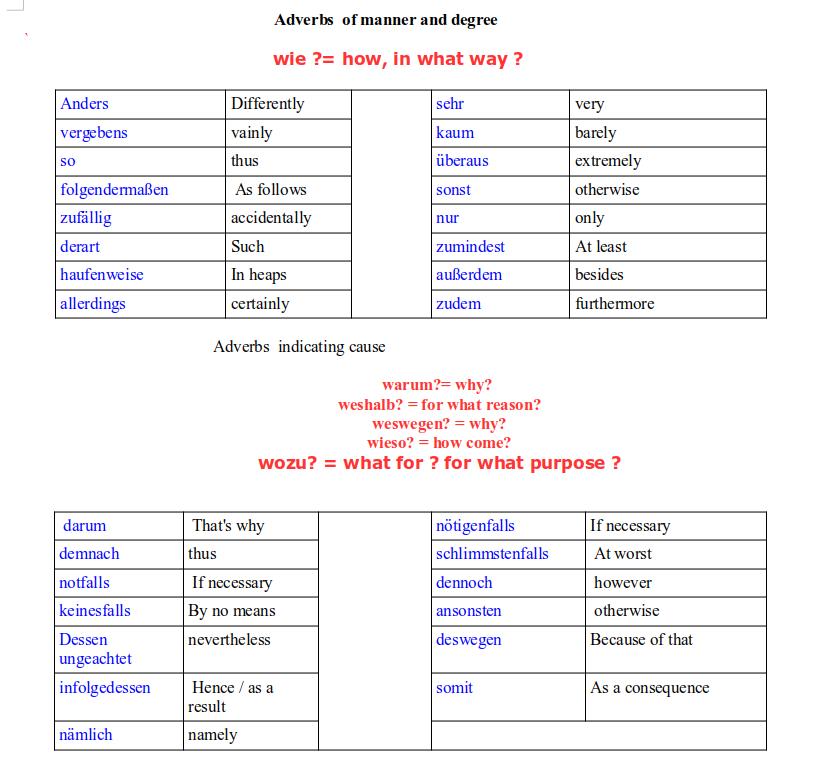 Adverbs of manner and degree
wie ?= how, in what way ?
Anders Differently sehr very
vergebens vainly kaum barely
so thus überaus extremely
folgendermaßen As follows sonst otherwise
zufällig accidentally nur only
derart Such zumindest At least
haufenweise In heaps außerdem besides
allerdings certainly zudem furthermore
Adverbs indicating cause
warum?= why?
weshalb? = for what reason?
weswegen? = why?
wieso? = how come?
wozu? = what for ? for what purpose ?
darum That's why nötigenfalls If necessary
demnach thus schlimmstenfalls At worst
notfalls If necessary dennoch however
keinesfalls By no means ansonsten otherwise
Dessen nevertheless deswegen Because of that
ungeachtet
infolgedessen Hence / as a somit As a consequence
result
nämlich namely